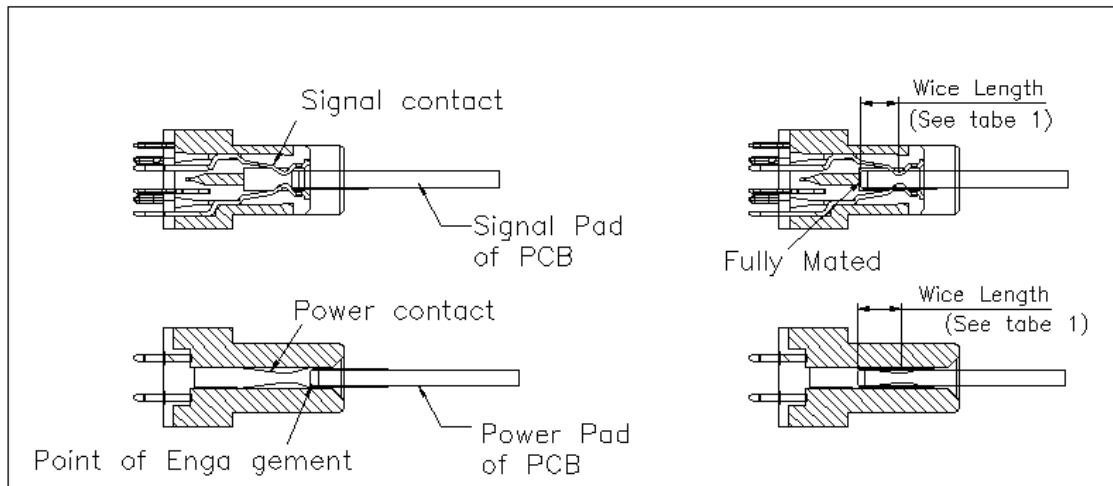 Signal contact
Wice Length
(See tabe 1)
Signal Pad
of PCB
Fully Mated
Power contact
Wice Length
(See tabe 1)
Point of Enga gement
Power Pad
of PCB